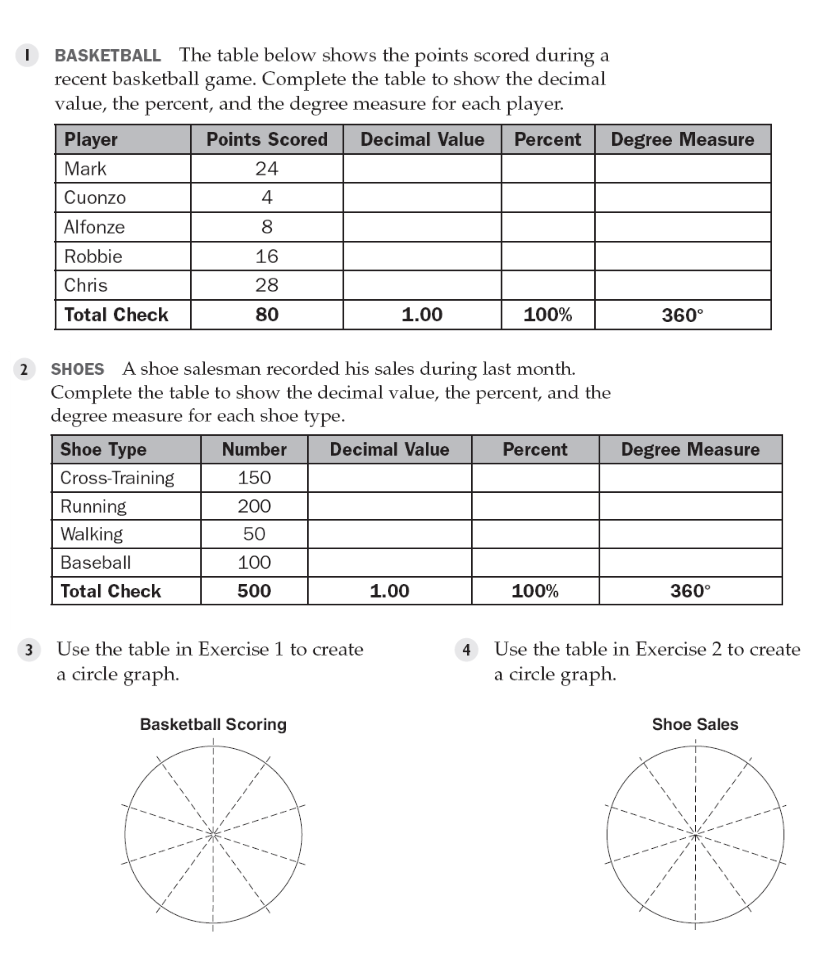 1 BASKETBALL The table below shows the points scored during a
recent basketball game. Complete the table to show the decimal
value, the percent, and the degree measure for each player.
Player Points Scored Decimal Value Percent Degree Measure
Mark 24
Cuonzo 4
Alfonze 8
Robbie 16
Chris 28
Total Check 80 1.00 100% 360°
2 SHOES A shoe salesman recorded his sales during last month.
Complete the table to show the decimal value, the percent, and the
degree measure for each shoe type.
Shoe Type Number Decimal Value Percent Degree Measure
Cross-Training 150
Running 200
Walking 50
Baseball 100
Total Check 500 1.00 100% 360°
3 Use the table in Exercise 1 to create
a circle graph.
Basketball Scoring
4 Use the table in Exercise 2 to create
a circle graph.
Shoe Sales